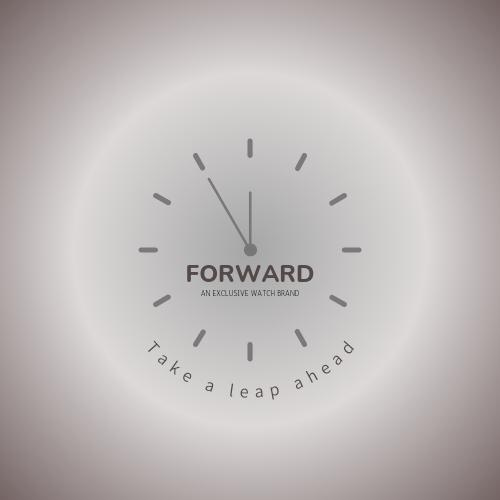 FORWARD
AN EXCLUSIVE WATCH BRAND
Take a leap ahead